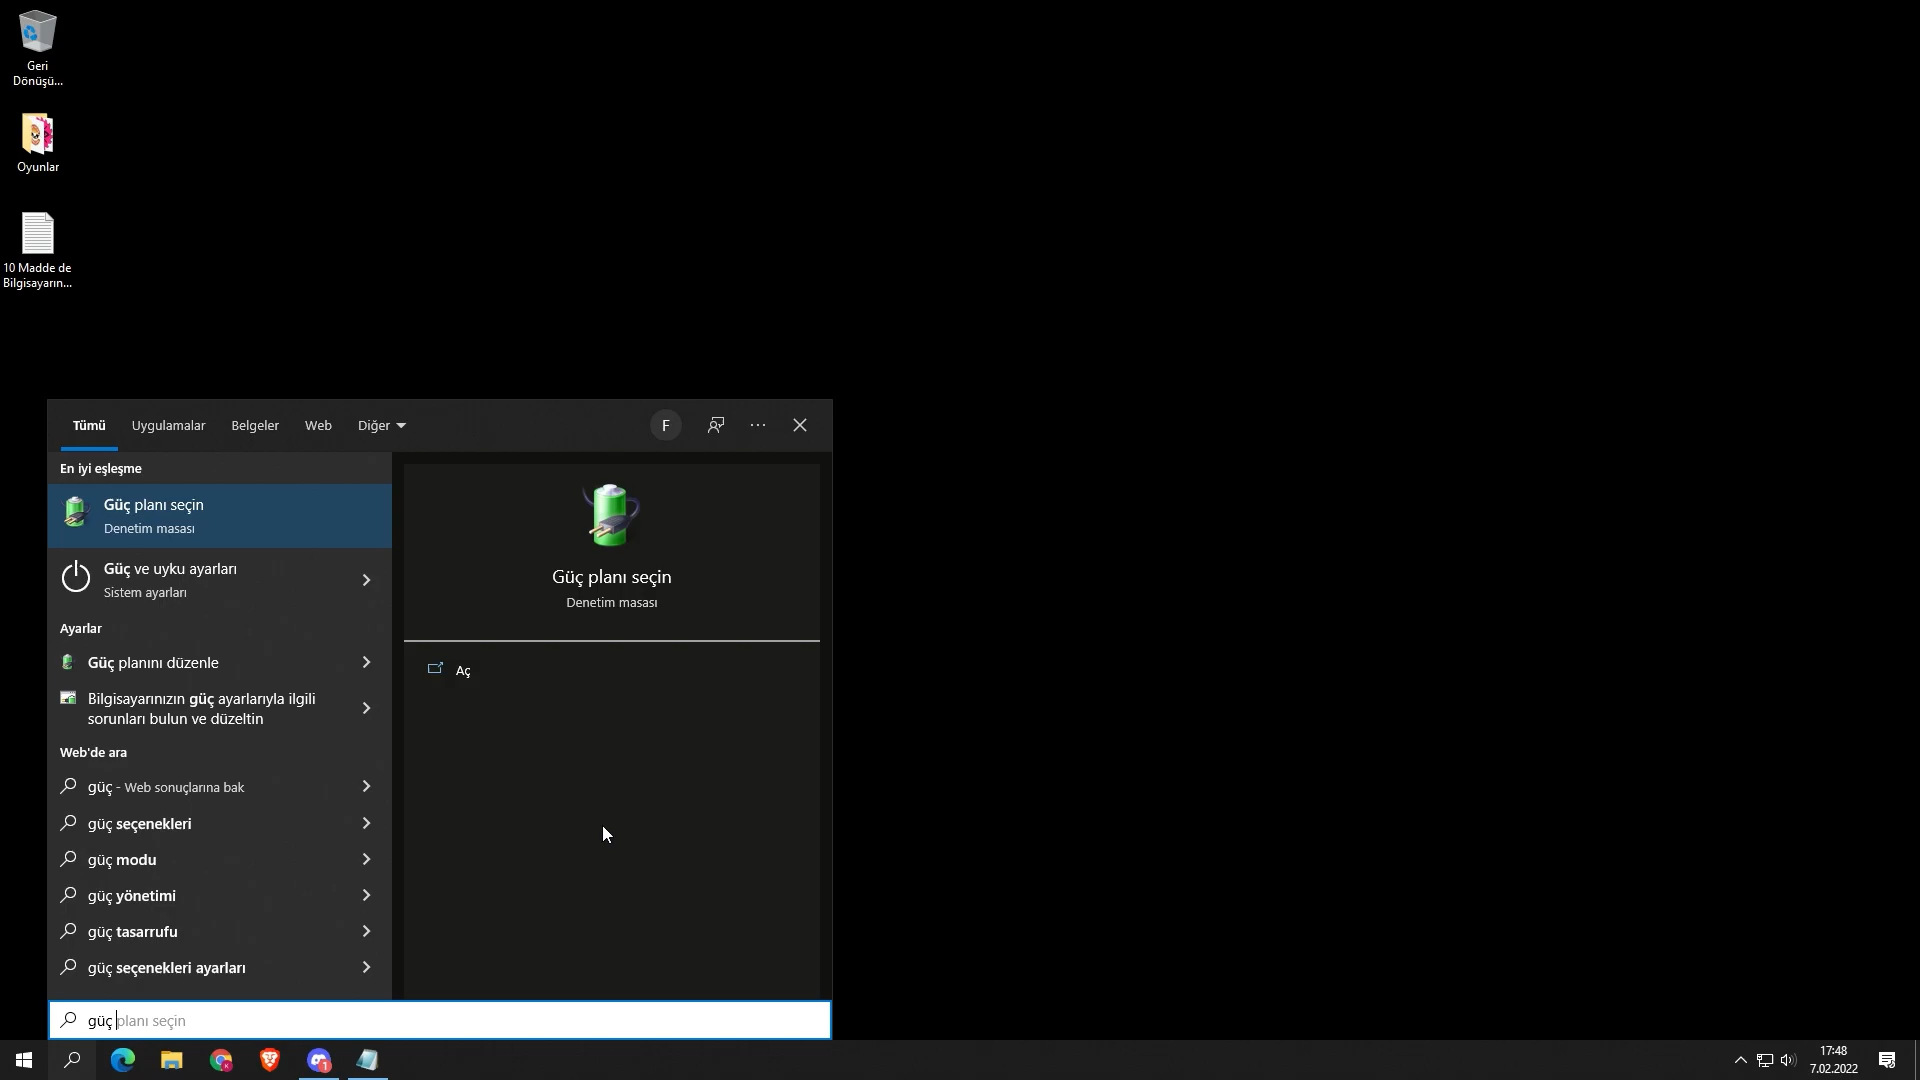 Geri
Dönüşü...
Oyunlar
10 Madde de
Bilgisayarın...
Tümü
Uygulamalar
Belgeler
Web
Diğer
F
En iyi eşleşme
Güç planı seçin
Denetim masası
Güç ve uyku ayarları
Sistem ayarları
Ayarlar
Güç planını düzenle
Bilgisayarınızın güç ayarlarıyla ilgili
sorunları bulun ve düzeltin
Web'de ara
güç - Web sonuçlarına bak
güç seçenekleri
güç modu
güç yönetimi
güç tasarrufu
güç seçenekleri ayarları
Güç planı seçin
Denetim masası
Aç
güç planı seçin
K
1
17:48
7.02.2022